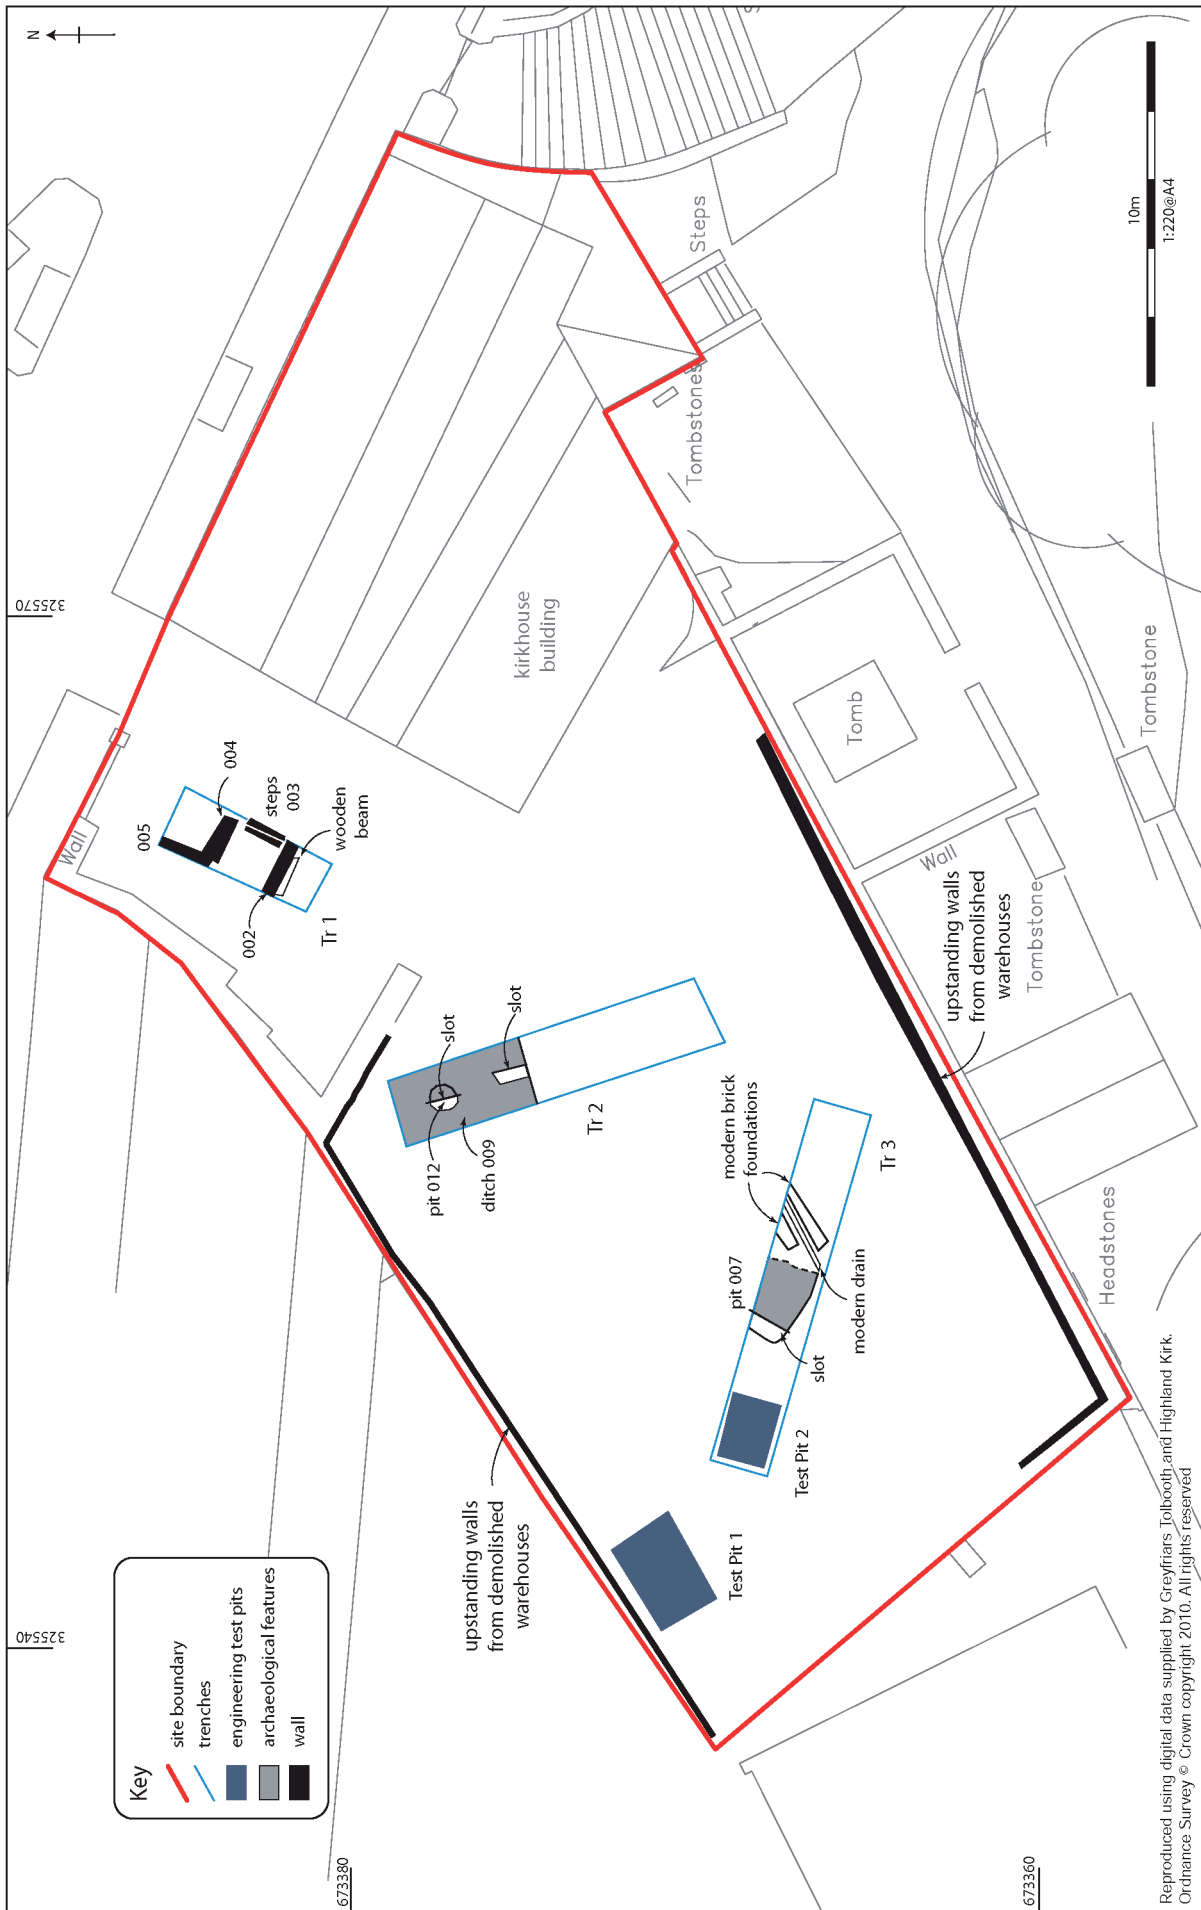 N
Key
site boundary
trenches
engineering test pits
archaeological features
wall
325540
325570
673380
673360
Wall
005
004
steps
003
002
wooden
beam
Tr 1
kirkhouse
building
slot
slot
pit 012
ditch 009
Tr 2
upstanding walls
from demolished
warehouses
Test Pit 1
Test Pit 2
pit 007
slot
modern drain
modern brick
foundations
Tr 3
upstanding walls
from demolished
warehouses
Headstones
Tombstone
Wall
Tomb
Tombstone
Tombstones
Steps
S
10m
1:220@A4
Reproduced using digital data supplied by Greyfriars Tolbooth and Highland Kirk.
Ordnance Survey © Crown copyright 2010. All rights reserved